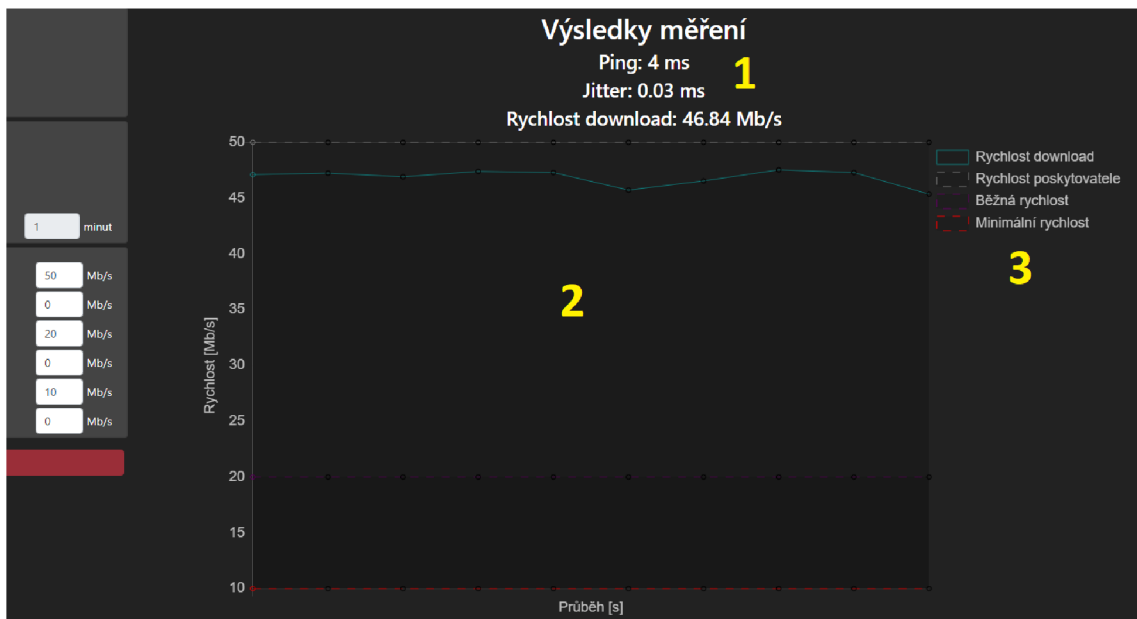 Výsledky měření
Ping: 4 ms
1
Jitter: 0.03 ms
Rychlost download: 46.84 Mb/s
1 minut
50 Mb/s
0 Mb/s
20 Mb/s
0 Mb/s
10 Mb/s
0 Mb/s
Rychlost [Mb/s]
50
45
40
35
30
25
20
15
10
2
Průběh [s]
Rychlost download
Rychlost poskytovatele
Běžná rychlost
Minimální rychlost
3